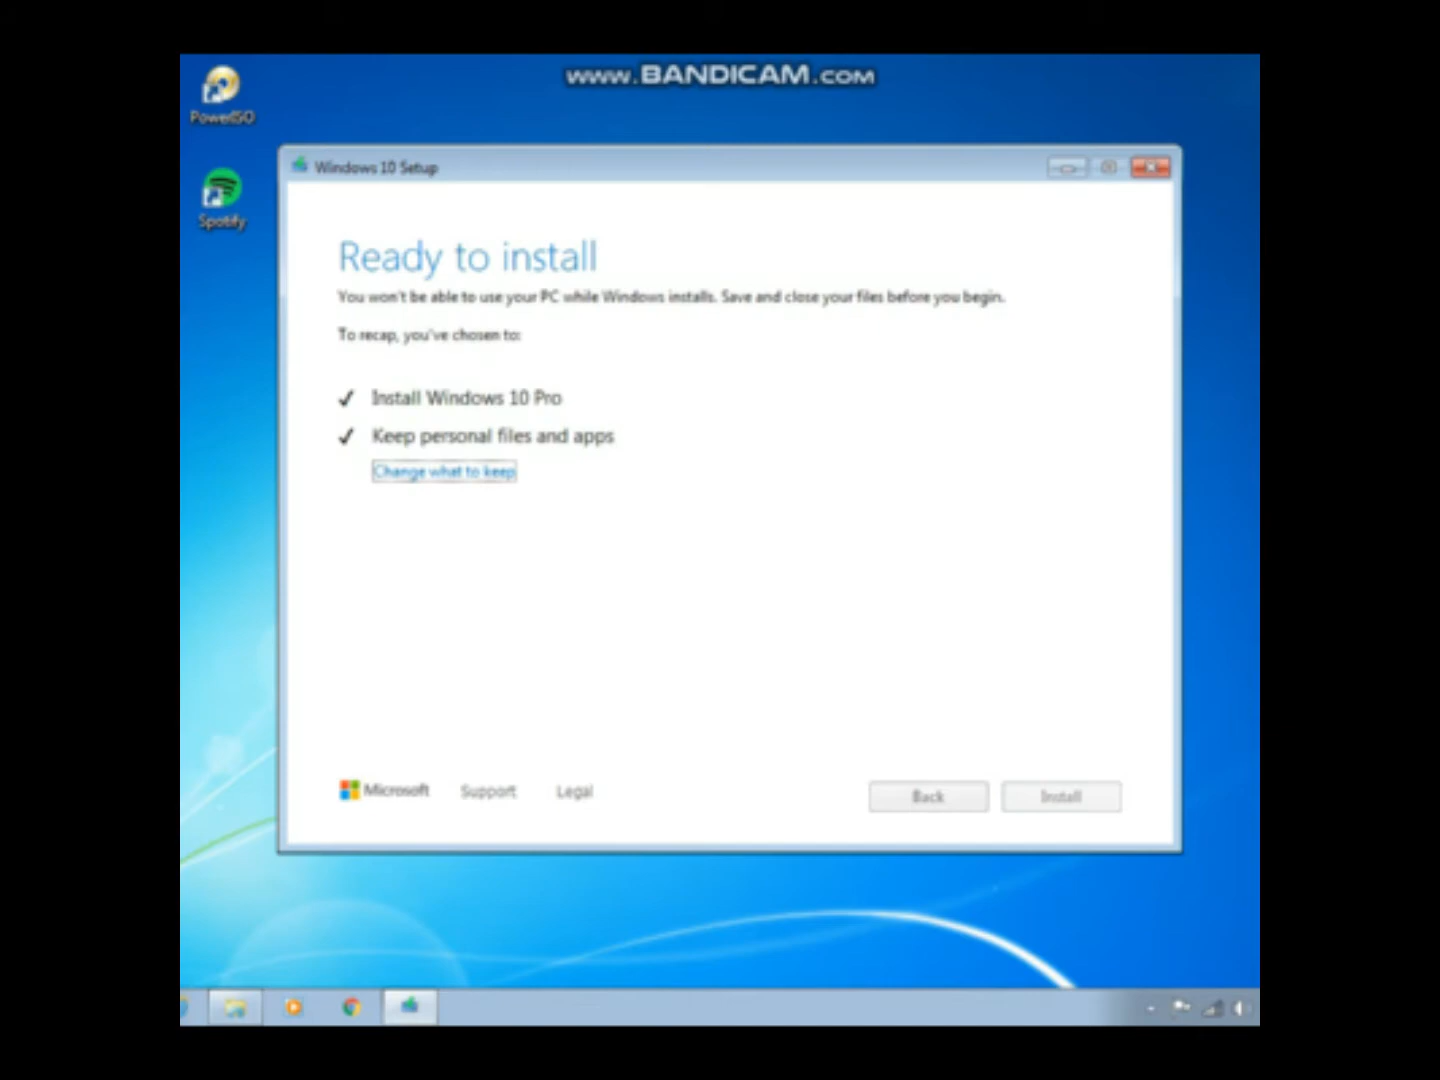 www.BANDICAM.COM
PowerISO
Windows 10 Setup
Spotify
Ready to install
You won't be able to use your PC while Windows installs. Save and close your files before you begin.
To recap, you've chosen to:
✓ Install Windows 10 Pro
✓ Keep personal files and apps
Change what to keep
Microsoft Support Legal
Back Install